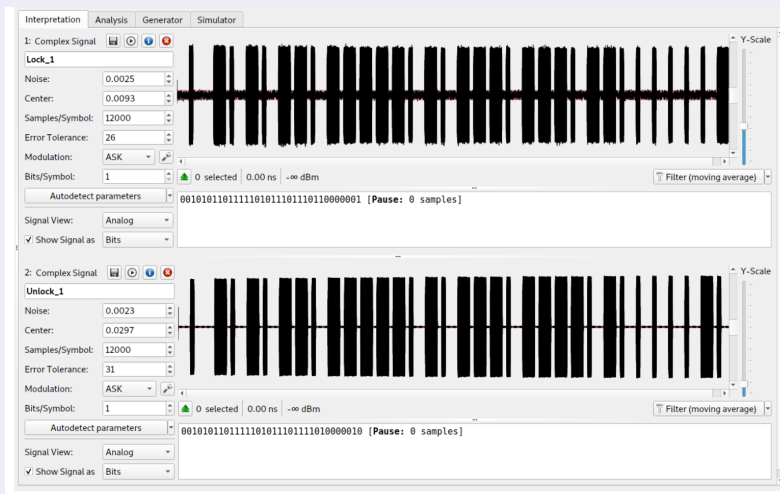 Interpretation Analysis Generator Simulator
1: Complex Signal
Y-Scale
Lock_1
Noise: 0.0025
Center: 0.0093
Samples/Symbol: 12000
Error Tolerance: 26
Modulation: ASK
Bits/Symbol: 1
0 selected 0.00 ns -∞ dBm Filter (moving average)
Autodetect parameters
0010101101111101011101110110000001 [Pause: 0 samples]
Signal View: Analog
Show Signal as Bits
2: Complex Signal
Y-Scale
Unlock_1
Noise: 0.0023
Center: 0.0297
Samples/Symbol: 12000
Error Tolerance: 31
Modulation: ASK
Bits/Symbol: 1
0 selected 0.00 ns -∞ dBm Filter (moving average)
Autodetect parameters
0010101101111101011101111010000010 [Pause: 0 samples]
Signal View: Analog
Show Signal as Bits